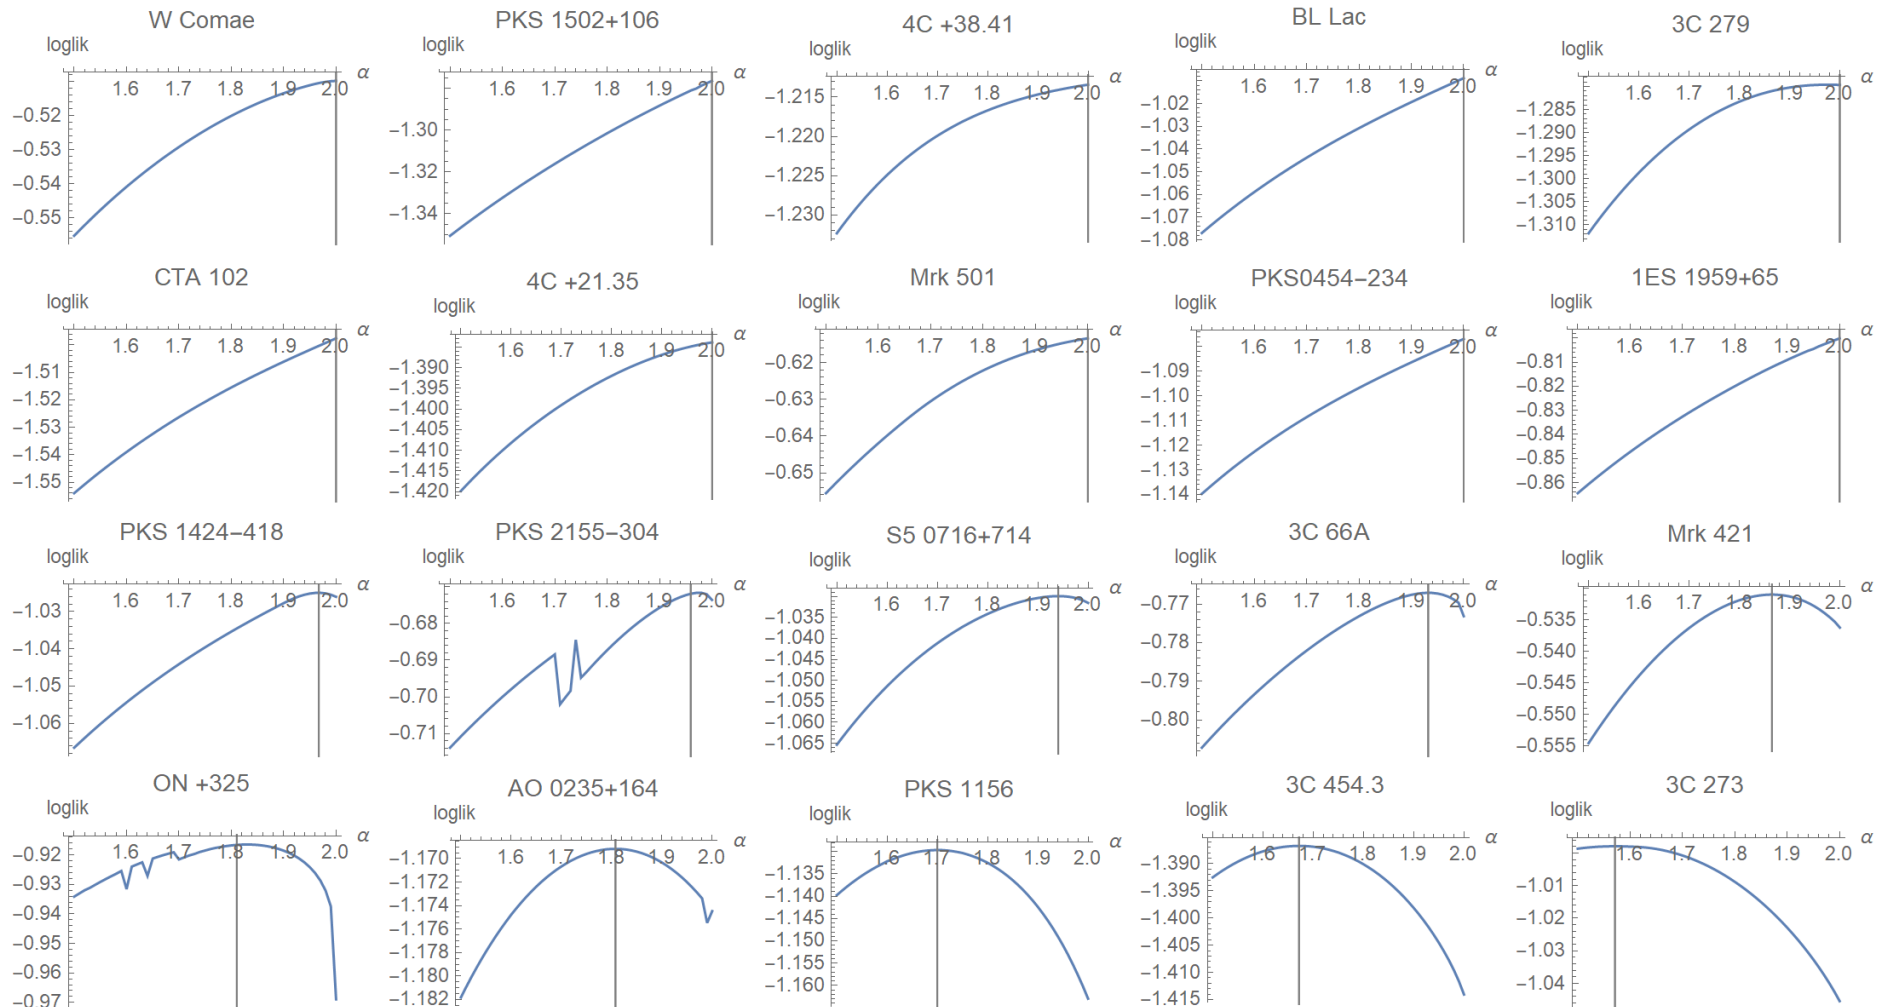 W Comae
loglik
α
1.6 1.7 1.8 1.9 2.0
−0.52
−0.53
−0.54
−0.55
PKS 1502+106
loglik
α
1.6 1.7 1.8 1.9 2.0
−1.30
−1.32
−1.34
4C +38.41
loglik
α
1.6 1.7 1.8 1.9 2.0
−1.215
−1.220
−1.225
−1.230
BL Lac
loglik
α
1.6 1.7 1.8 1.9 2.0
−1.02
−1.03
−1.04
−1.05
−1.06
−1.07
−1.08
3C 279
loglik
α
1.6 1.7 1.8 1.9 2.0
−1.285
−1.290
−1.295
−1.300
−1.305
−1.310
CTA 102
loglik
α
1.6 1.7 1.8 1.9 2.0
−1.51
−1.52
−1.53
−1.54
−1.55
4C +21.35
loglik
α
1.6 1.7 1.8 1.9 2.0
−1.390
−1.395
−1.400
−1.405
−1.410
−1.415
−1.420
Mrk 501
loglik
α
1.6 1.7 1.8 1.9 2.0
−0.62
−0.63
−0.64
−0.65
PKS0454−234
loglik
α
1.6 1.7 1.8 1.9 2.0
−1.09
−1.10
−1.11
−1.12
−1.13
−1.14
1ES 1959+65
loglik
α
1.6 1.7 1.8 1.9 2.0
−0.81
−0.82
−0.83
−0.84
−0.85
−0.86
PKS 1424−418
loglik
α
1.6 1.7 1.8 1.9 2.0
−1.03
−1.04
−1.05
−1.06
PKS 2155−304
loglik
α
1.6 1.7 1.8 1.9 2.0
−0.68
−0.69
−0.70
−0.71
S5 0716+714
loglik
α
1.6 1.7 1.8 1.9 2.0
−1.035
−1.040
−1.045
−1.050
−1.055
−1.060
−1.065
3C 66A
loglik
α
1.6 1.7 1.8 1.9 2.0
−0.77
−0.78
−0.79
−0.80
Mrk 421
loglik
α
1.6 1.7 1.8 1.9 2.0
−0.535
−0.540
−0.545
−0.550
−0.555
ON +325
loglik
α
1.6 1.7 1.8 1.9 2.0
−0.92
−0.93
−0.94
−0.95
−0.96
−0.97
AO 0235+164
loglik
α
1.6 1.7 1.8 1.9 2.0
−1.170
−1.172
−1.174
−1.176
−1.178
−1.180
−1.182
PKS 1156
loglik
α
1.6 1.7 1.8 1.9 2.0
−1.135
−1.140
−1.145
−1.150
−1.155
−1.160
3C 454.3
loglik
α
1.6 1.7 1.8 1.9 2.0
−1.390
−1.395
−1.400
−1.405
−1.410
−1.415
3C 273
loglik
α
1.6 1.7 1.8 1.9 2.0
−1.01
−1.02
−1.03
−1.04